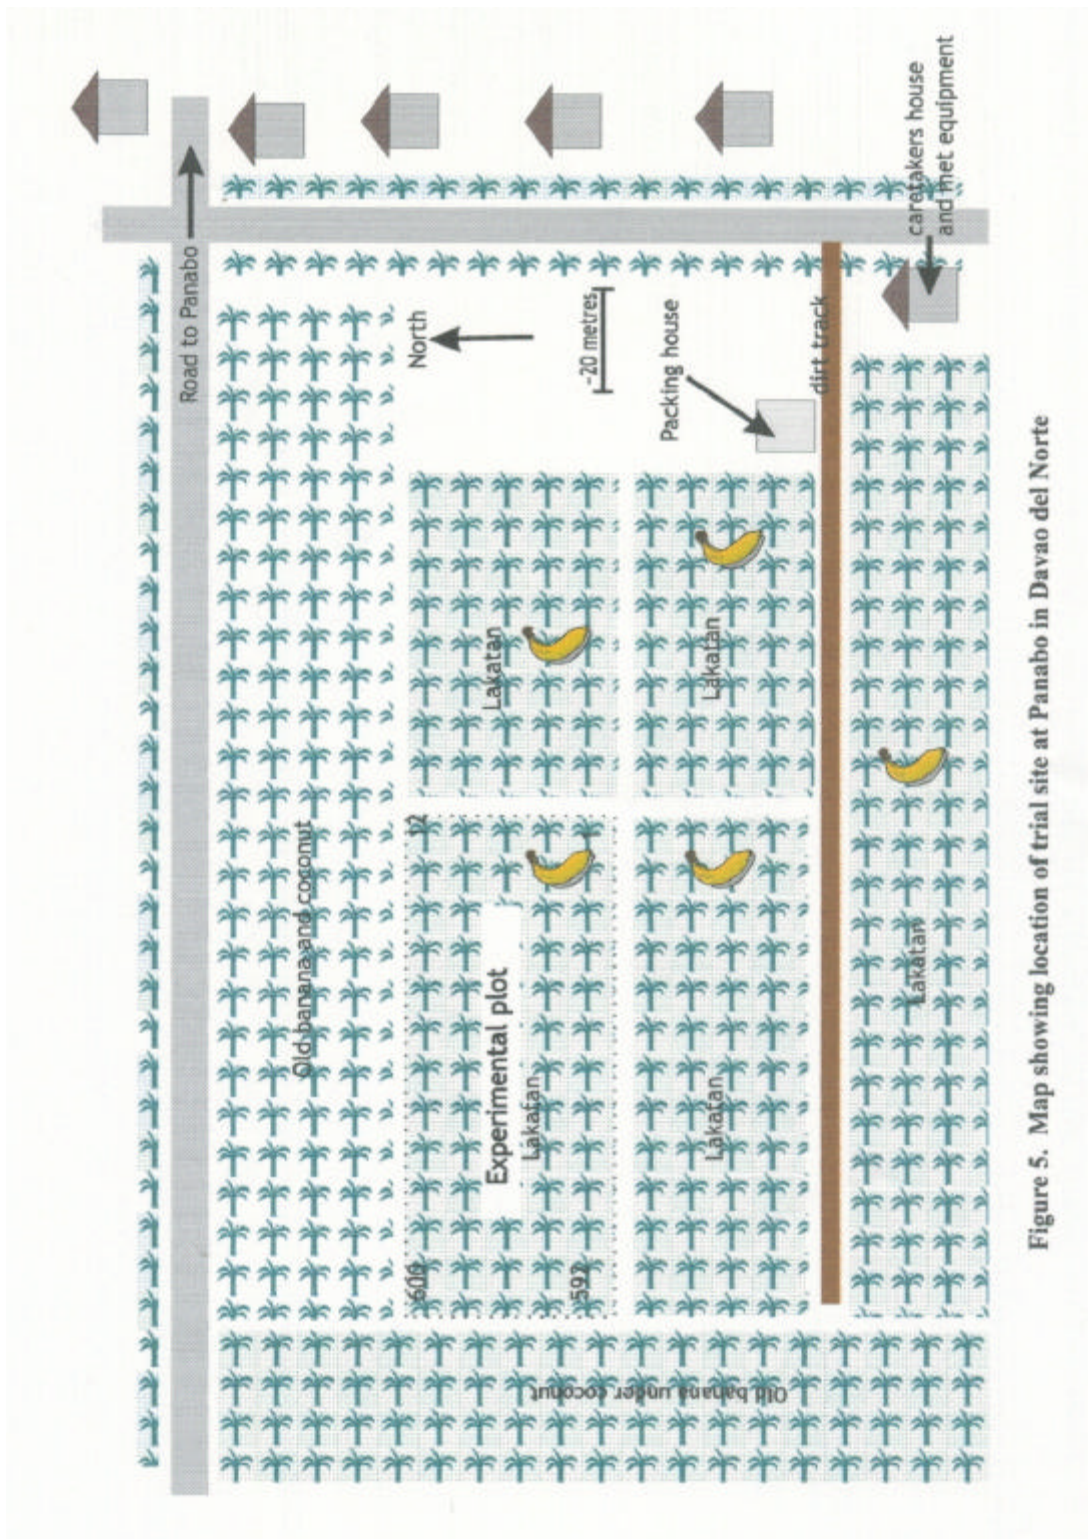 Road to Panabo
Old banana and coconut
North
600
12
Experimental plot
Lakatan
Lakatan
~20 metres
Packing house
Lakatan
Lakatan
Old banana under coconut
dirt track
Lakatan
caretakers house
and met equipment
Figure 5. Map showing location of trial site at Panabo in Davao del Norte